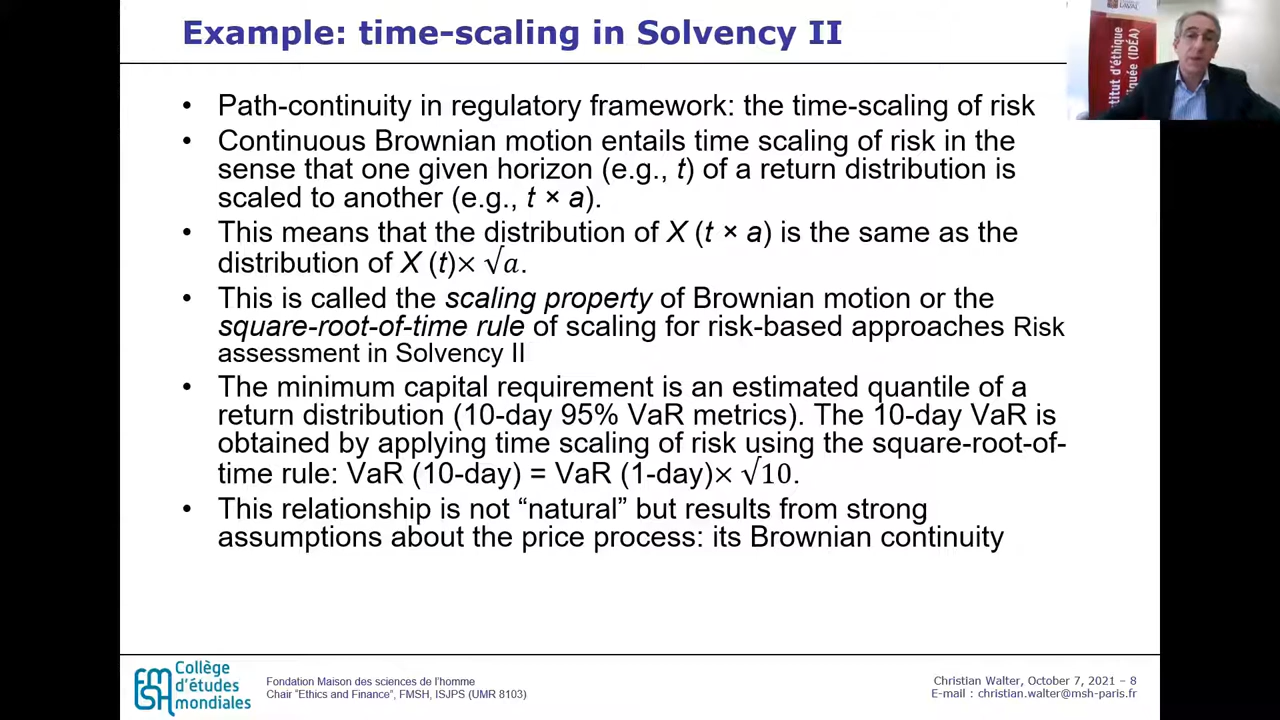 Example: time-scaling in Solvency II
• Path-continuity in regulatory framework: the time-scaling of risk
• Continuous Brownian motion entails time scaling of risk in the
sense that one given horizon (e.g., t) of a return distribution is
scaled to another (e.g., t × a).
• This means that the distribution of X (t × a) is the same as the
distribution of X (t)× √a.
• This is called the scaling property of Brownian motion or the
square-root-of-time rule of scaling for risk-based approaches Risk
assessment in Solvency II
• The minimum capital requirement is an estimated quantile of a
return distribution (10-day 95% VaR metrics). The 10-day VaR is
obtained by applying time scaling of risk using the square-root-of-
time rule: VaR (10-day) = VaR (1-day)× √10.
• This relationship is not “natural” but results from strong
assumptions about the price process: its Brownian continuity
LAVAL
titut d'éthique
quée (IDÉA)
FMSH
Collège
d'études
mondiales
Fondation Maison des sciences de l'homme
Chair “Ethics and Finance”, FMSH, ISJPS (UMR 8103)
Christian Walter, October 7, 2021 – 8
E-mail : christian.walter@msh-paris.fr